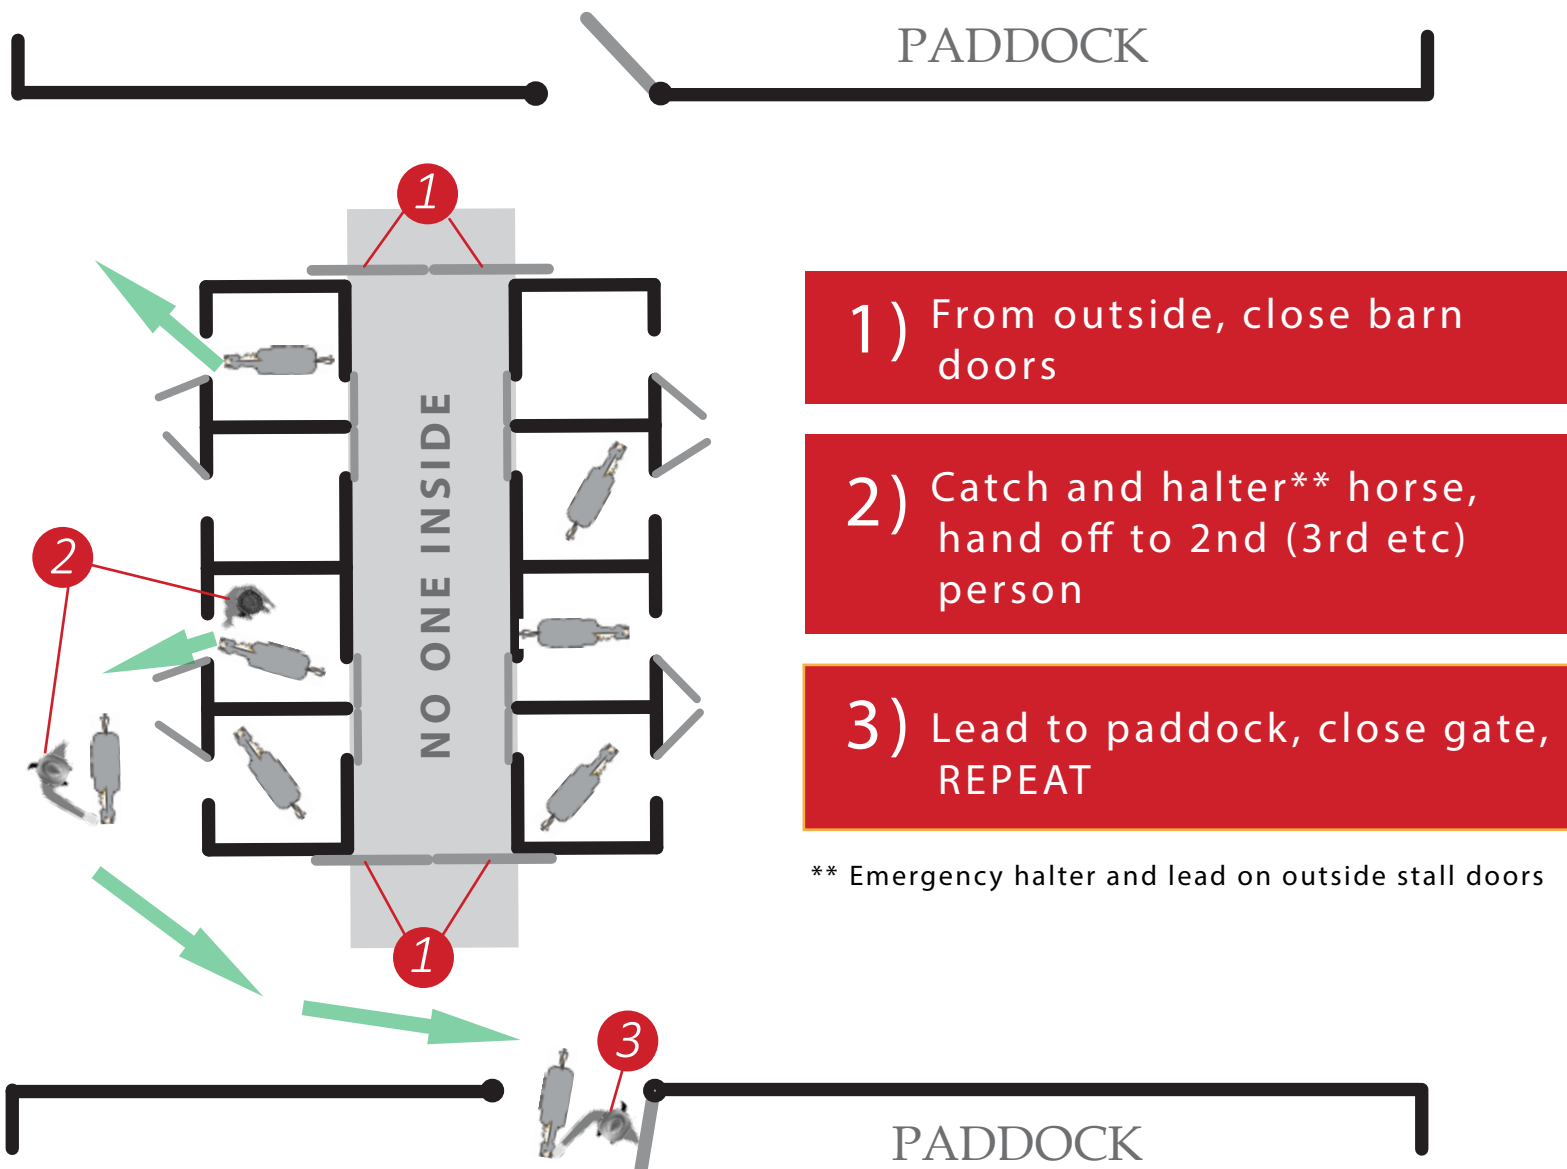 PADDOCK
1
1) From outside, close barn
doors
NO ONE INSIDE
2) Catch and halter** horse,
hand off to 2nd (3rd etc)
person
2
3) Lead to paddock, close gate,
REPEAT
** Emergency halter and lead on outside stall doors
1
3
PADDOCK